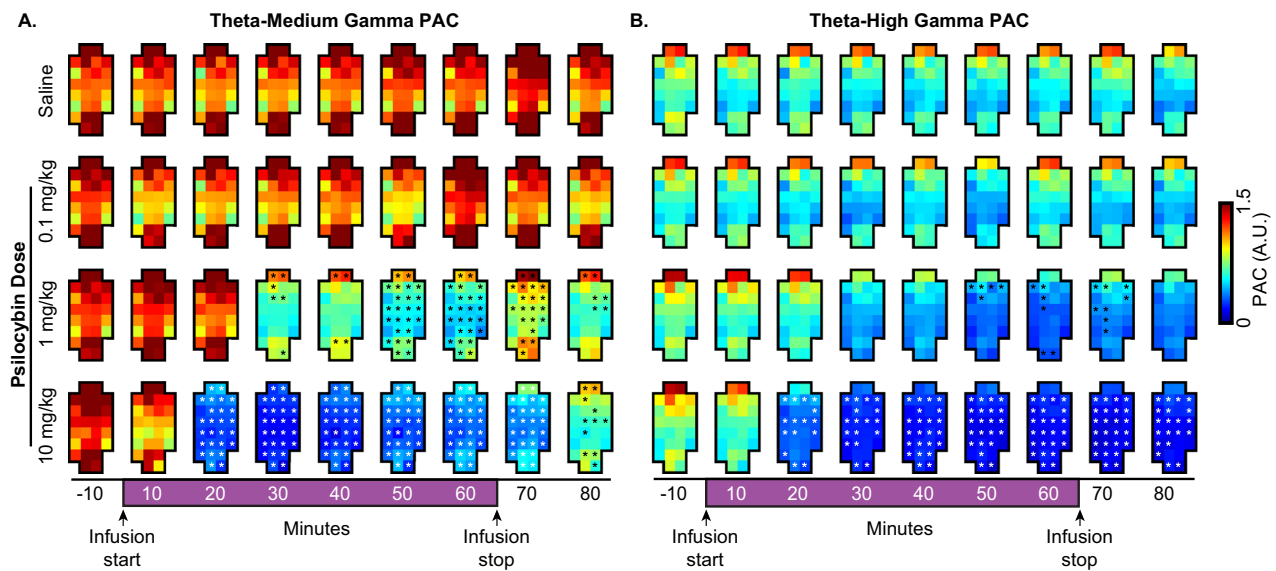 A.
Theta-Medium Gamma PAC
B.
Theta-High Gamma PAC
Saline
Psilocybin Dose
0.1 mg/kg
1 mg/kg
10 mg/kg
-10 10 20 30 40 50 60 70 80
Minutes
Infusion
start
Infusion
stop
-10 10 20 30 40 50 60 70 80
Minutes
Infusion
start
Infusion
stop
1.5
0
PAC (A.U.)